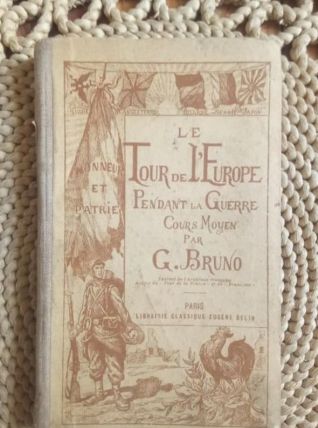 LE
TOUR DE L'EUROPE
PENDANT LA GUERRE
COURS MOYEN
PAR
G. BRUNO
HONNEUR
ET
PATRIE
PARIS
LIBRAIRIE CLASSIQUE EUGÈNE BELIN